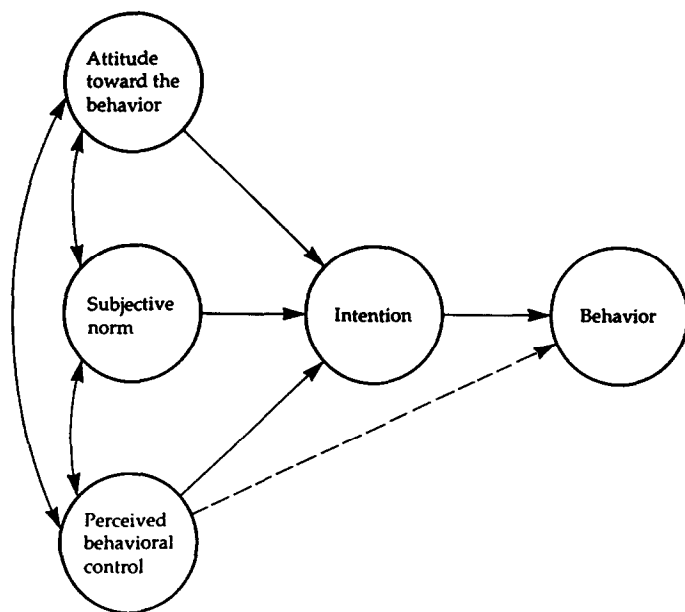 Attitude
toward the
behavior
Subjective
norm
Intention
Behavior
Perceived
behavioral
control